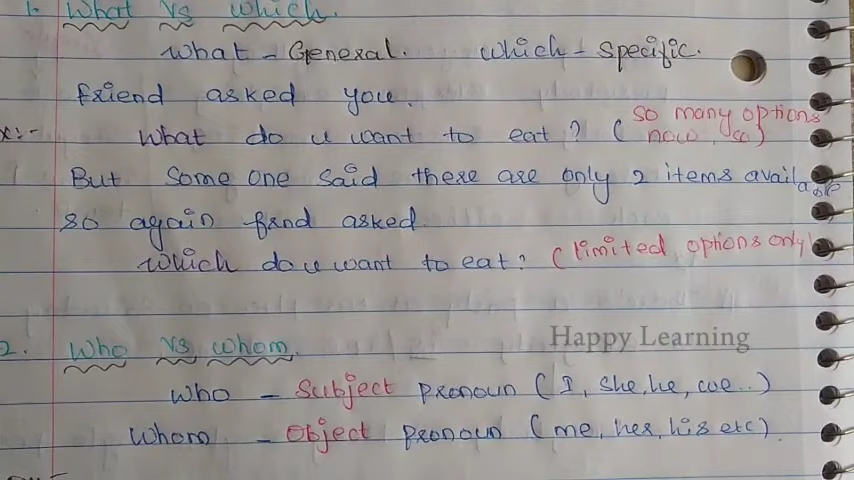 1. What Vs which.
What - General. which - Specific.
friend asked you.
Ex:- What do u want to eat? (so many options now, so)
But Some one said there are only 2 items available
so again frnd asked.
which do u want to eat? (limited options only)
2. Who Vs whom.
Happy Learning
Who - Subject pronoun (I, she, he, we..)
Whom - Object pronoun (me, her, his etc).